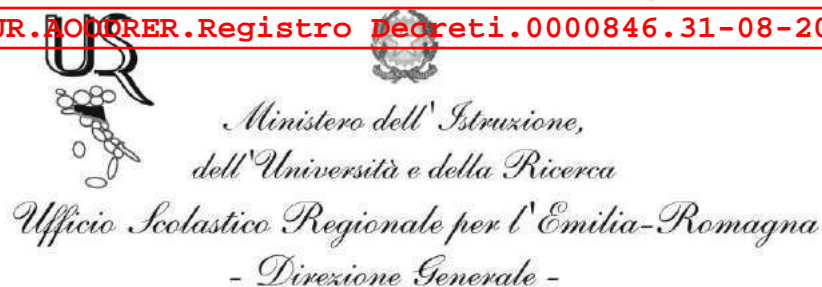 UR.AOODRER.Registro Decreti.0000846.31-08-20
USR
Ministero dell' Istruzione,
dell'Università e della Ricerca
Ufficio Scolastico Regionale per l'Emilia-Romagna
- Direzione Generale -